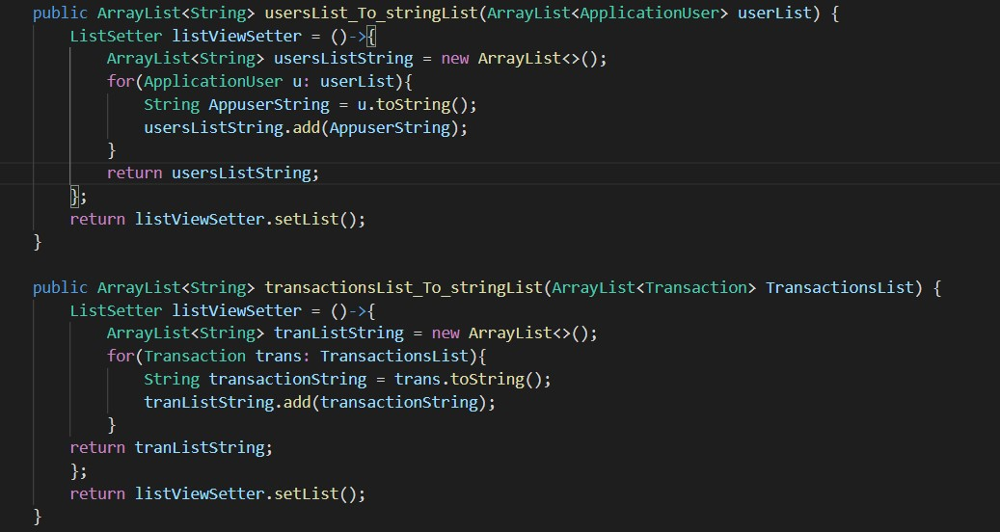 public ArrayList<String> usersList_To_stringList(ArrayList<ApplicationUser> userList) {
ListSetter listViewSetter = ()->{
ArrayList<String> usersListString = new ArrayList<>();
for(ApplicationUser u: userList){
String AppuserString = u.toString();
usersListString.add(AppuserString);
}
return usersListString;
};
return listViewSetter.setList();
}
public ArrayList<String> transactionsList_To_stringList(ArrayList<Transaction> TransactionsList) {
ListSetter listViewSetter = ()->{
ArrayList<String> tranListString = new ArrayList<>();
for(Transaction trans: TransactionsList){
String transactionString = trans.toString();
tranListString.add(transactionString);
}
return tranListString;
};
return listViewSetter.setList();
}